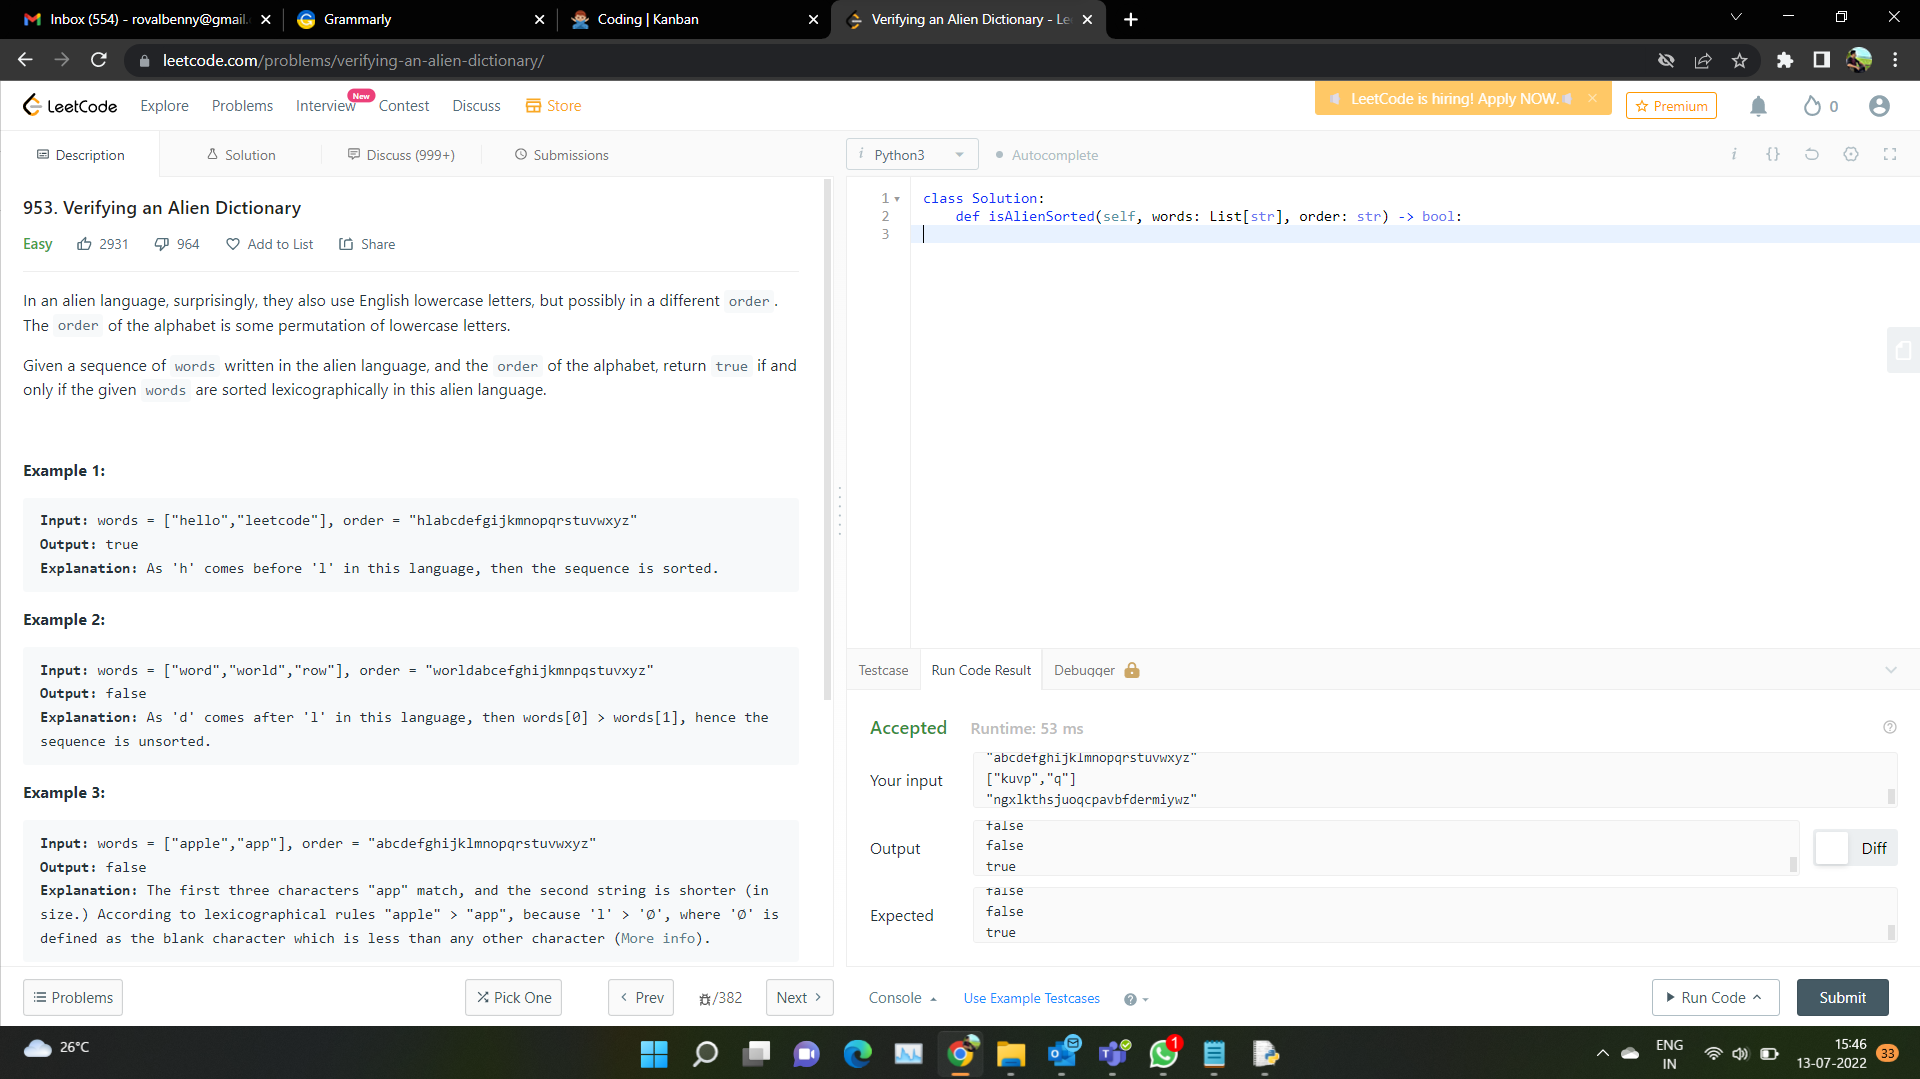 Inbox (554) - rovalbenny@gmail.
Grammarly
Coding | Kanban
Verifying an Alien Dictionary - Le
leetcode.com/problems/verifying-an-alien-dictionary/
LeetCode
Explore
Problems
Interview
New
Contest
Discuss
Store
LeetCode is hiring! Apply NOW.
Premium
0
Description
Solution
Discuss (999+)
Submissions
i Python3
Autocomplete
i {}
953. Verifying an Alien Dictionary
Easy 2931 964 Add to List Share
In an alien language, surprisingly, they also use English lowercase letters, but possibly in a different order.
The order of the alphabet is some permutation of lowercase letters.
Given a sequence of words written in the alien language, and the order of the alphabet, return true if and
only if the given words are sorted lexicographically in this alien language.
Example 1:
Input: words = ["hello","leetcode"], order = "hlabcdefgijkmnopqrstuvwxyz"
Output: true
Explanation: As 'h' comes before 'l' in this language, then the sequence is sorted.
Example 2:
Input: words = ["word","world","row"], order = "worldabcefghijkmnpqstuvxyz"
Output: false
Explanation: As 'd' comes after 'l' in this language, then words[0] > words[1], hence the
sequence is unsorted.
Example 3:
Input: words = ["apple","app"], order = "abcdefghijklmnopqrstuvwxyz"
Output: false
Explanation: The first three characters "app" match, and the second string is shorter (in
size.) According to lexicographical rules "apple" > "app", because 'l' > '∅', where '∅' is
defined as the blank character which is less than any other character (More info).
1 class Solution:
2 def isAlienSorted(self, words: List[str], order: str) -> bool:
3
Testcase
Run Code Result
Debugger
Accepted
Runtime: 53 ms
Your input
"abcdefghijklmnopqrstuvwxyz"
["kuvp","q"]
"ngxlkthsjuoqcpavbfdermiywz"
Output
false
false
true
Diff
Expected
false
false
true
Problems
Pick One
Prev
/382
Next
Console
Use Example Testcases
Run Code
Submit
26°C
1
ENG
IN
15:46
13-07-2022
33